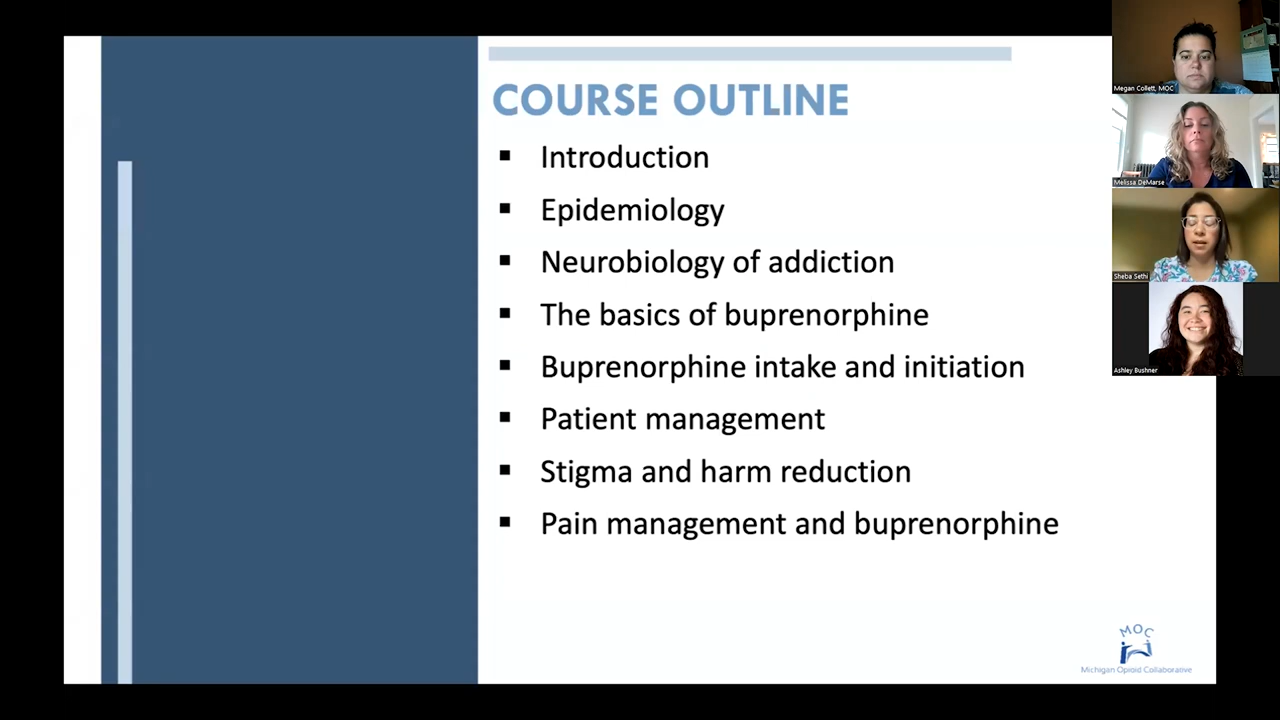 COURSE OUTLINE
Introduction
Epidemiology
Neurobiology of addiction
The basics of buprenorphine
Buprenorphine intake and initiation
Patient management
Stigma and harm reduction
Pain management and buprenorphine
MOC
Michigan Opioid Collaborative
Megan Collett, MOC
Melissa DeMarse
Sheba Sethi
Ashley Bushner